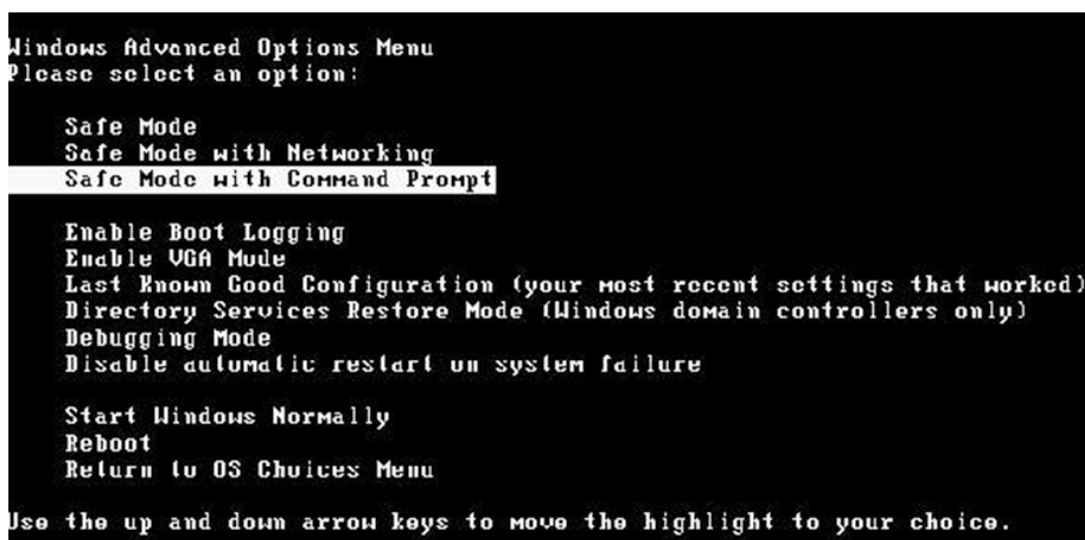 Windows Advanced Options Menu
Please select an option:
Safe Mode
Safe Mode with Networking
Safe Mode with Command Prompt
Enable Boot Logging
Enable VGA Mode
Last Known Good Configuration (your most recent settings that worked)
Directory Services Restore Mode (Windows domain controllers only)
Debugging Mode
Disable automatic restart on system failure
Start Windows Normally
Reboot
Return to OS Choices Menu
Use the up and down arrow keys to move the highlight to your choice.